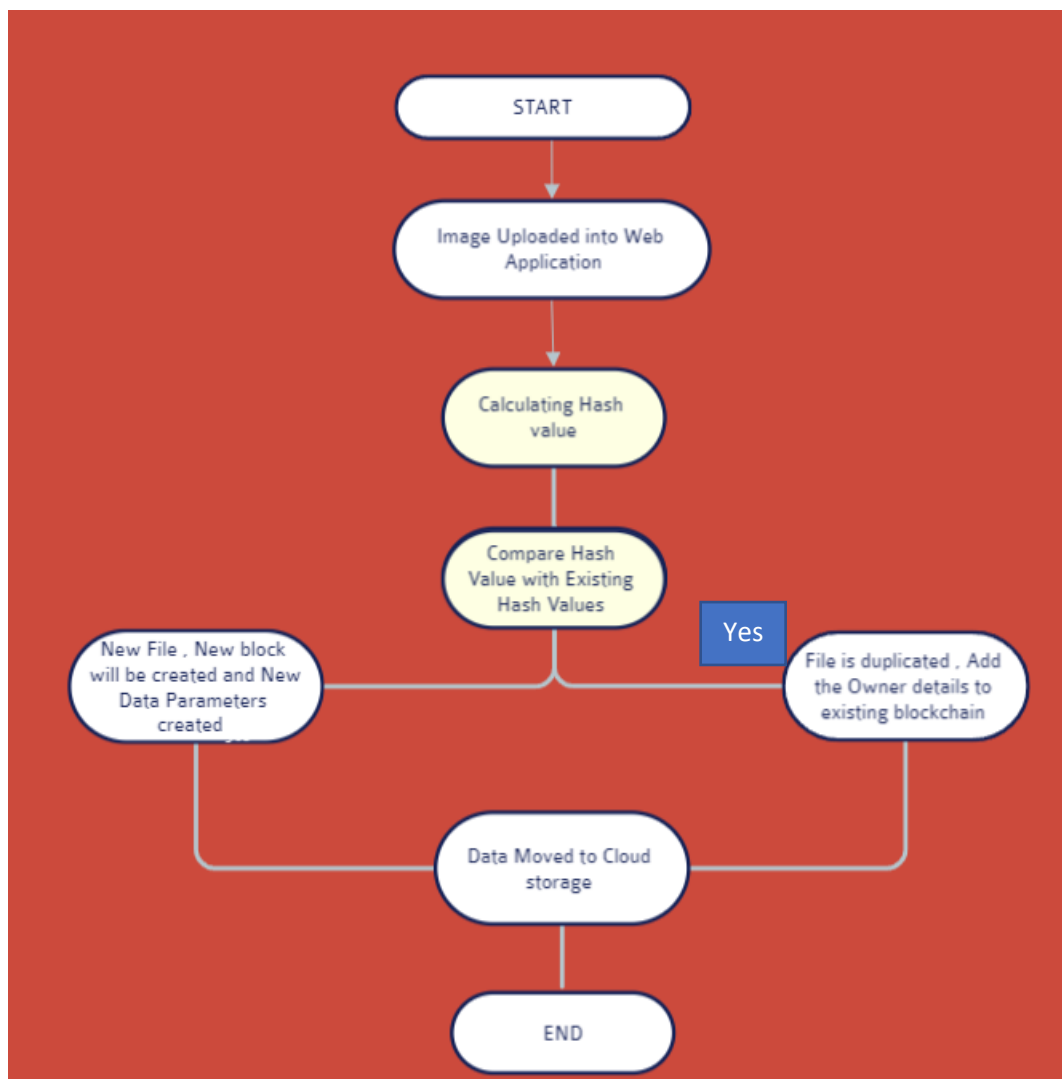 START
Image Uploaded into Web
Application
Calculating Hash
value
Compare Hash
Value with Existing
Hash Values
Yes
New File , New block
will be created and New
Data Parameters
created
File is duplicated , Add
the Owner details to
existing blockchain
Data Moved to Cloud
storage
END